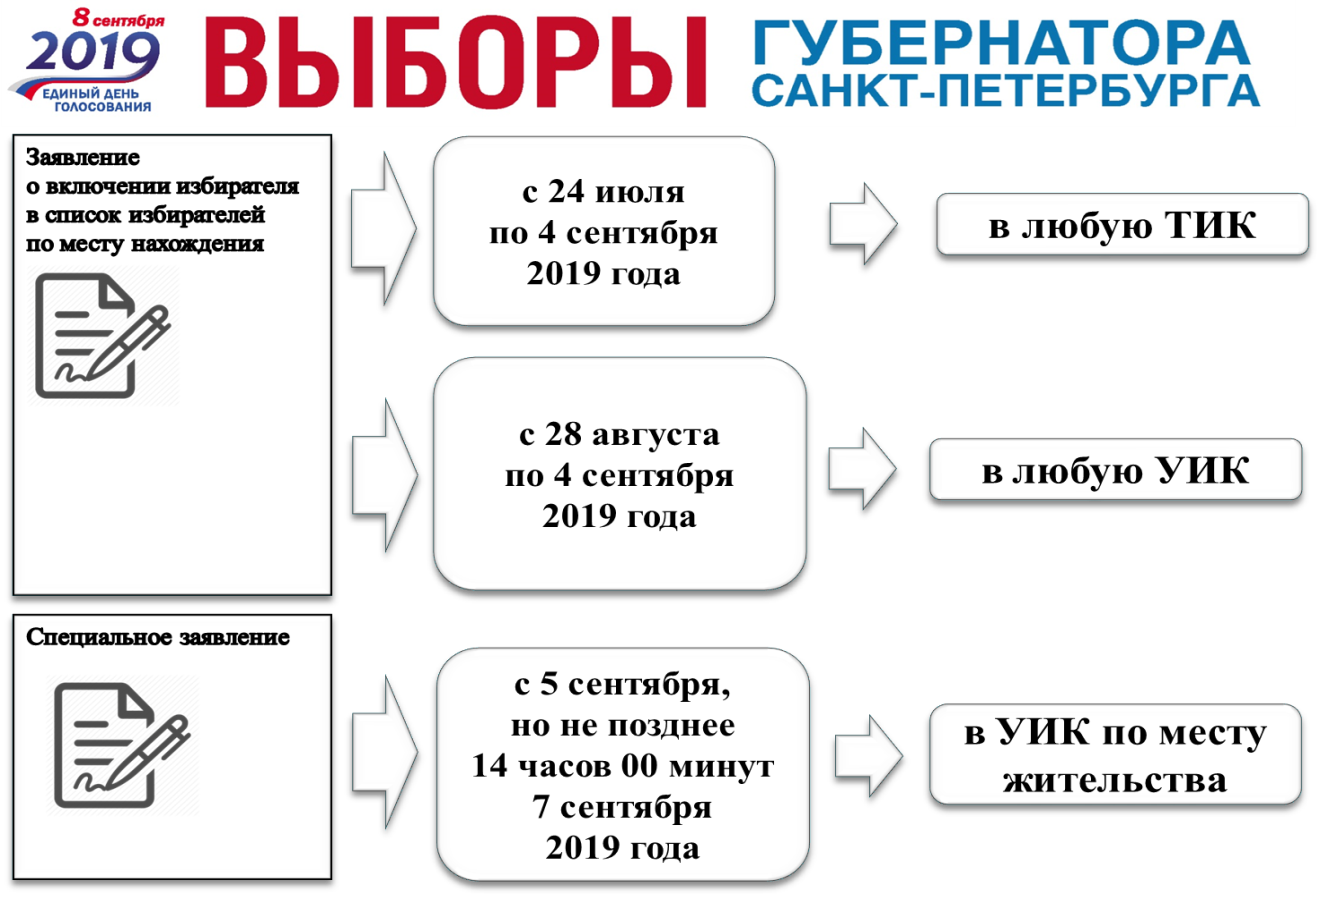 8 сентября
2019
ЕДИНЫЙ ДЕНЬ
ГОЛОСОВАНИЯ
ВЫБОРЫ
ГУБЕРНАТОРА
САНКТ-ПЕТЕРБУРГА
Заявление
о включении избирателя
в список избирателей
по месту нахождения
с 24 июля
по 4 сентября
2019 года
в любую ТИК
с 28 августа
по 4 сентября
2019 года
в любую УИК
Специальное заявление
с 5 сентября,
но не позднее
14 часов 00 минут
7 сентября
2019 года
в УИК по месту
жительства